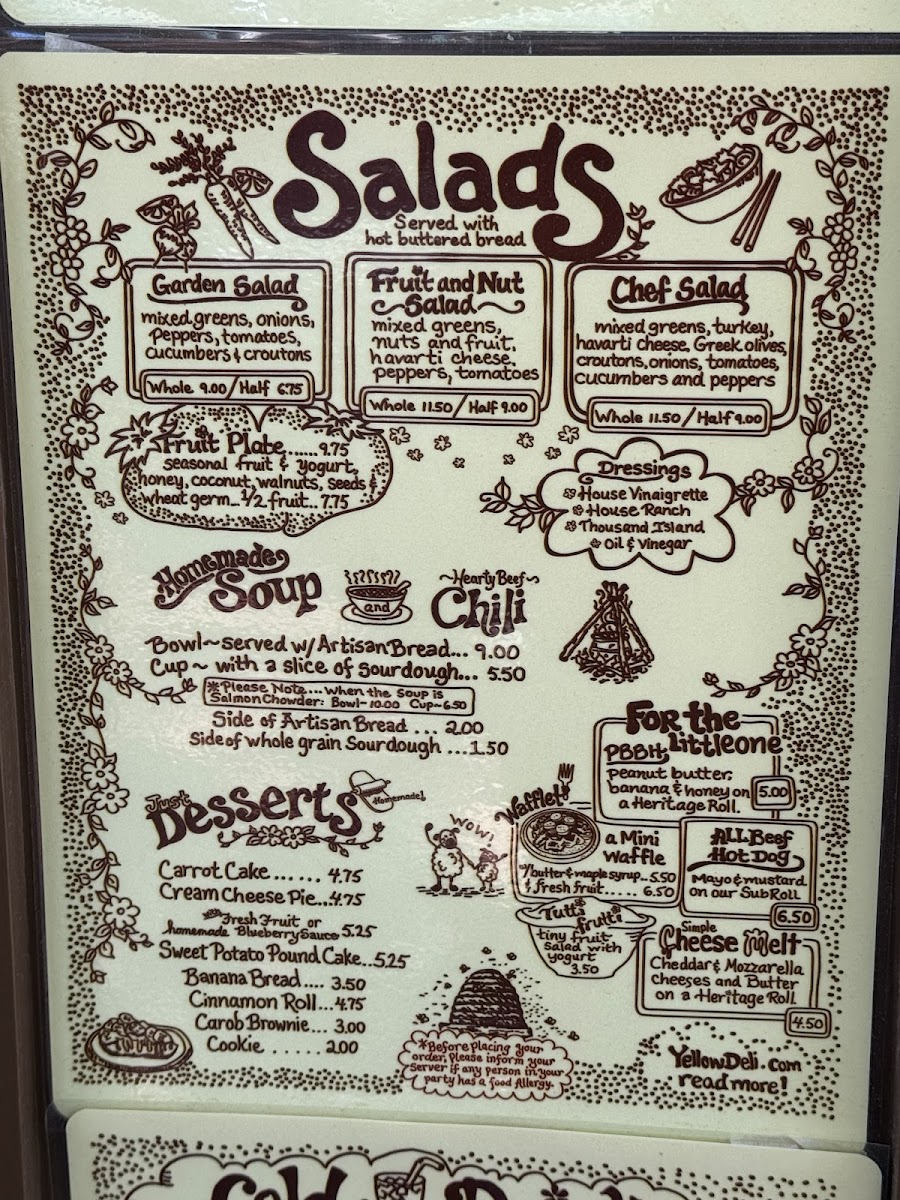 Salads
Served with
hot buttered bread
Garden Salad
mixed greens, onions,
Peppers, tomatoes,
cucumbers & croutons
Whole 9.00 / Half 6.75
Fruit and Nut
Salad
mixed greens,
nuts and fruit,
havarti cheese,
peppers, tomatoes
Whole 11.50 / Half 9.00
Chef Salad
mixed greens, turkey,
havarti cheese, Greek olives,
croutons, onions, tomatoes,
cucumbers and peppers
Whole 11.50 / Half 9.00
Fruit Plate......9.75
seasonal fruit & yogurt,
honey, coconut, walnuts, seeds &
wheat germ... 1/2 fruit...7.75
Dressings
House Vinaigrette
House Ranch
Thousand Island
Oil & Vinegar
Homemade
Soup
and
~Hearty Beef~
Chili
Bowl~served w/ Artisan Bread... 9.00
Cup~ with a slice of Sourdough... 5.50
*Please Note... When the Soup is
Salmon Chowder: Bowl~10.00 Cup~6.50
Side of Artisan Bread ... 2.00
Side of whole grain Sourdough ...1.50
Just
Desserts
Homemade!
Carrot Cake ...... 4.75
Cream Cheese Pie...4.75
with Fresh Fruit or
homemade Blueberry Sauce 5.25
Sweet Potato Pound Cake...5.25
Banana Bread .... 3.50
Cinnamon Roll...4.75
Carob Brownie... 3.00
Cookie ..... 2.00
For the
Littleone
PBBH
peanut butter,
banana & honey on
a Heritage Roll.
5.00
WOW!
Wafflet
a Mini
Waffle
w/butter & maple syrup...5.50
& fresh fruit..... 6.50
All Beef
Hot Dog
Mayo & mustard
on our Sub Roll
6.50
Tutti
frutti
tiny fruit
salad with
yogurt
3.50
Simple
Cheese Melt
Cheddar & Mozzarella
Cheeses and Butter
on a Heritage Roll.
4.50
*Before placing your
order, please inform your
server if any person in your
party has a food Allergy.
YellowDeli.com
read more!
Cold